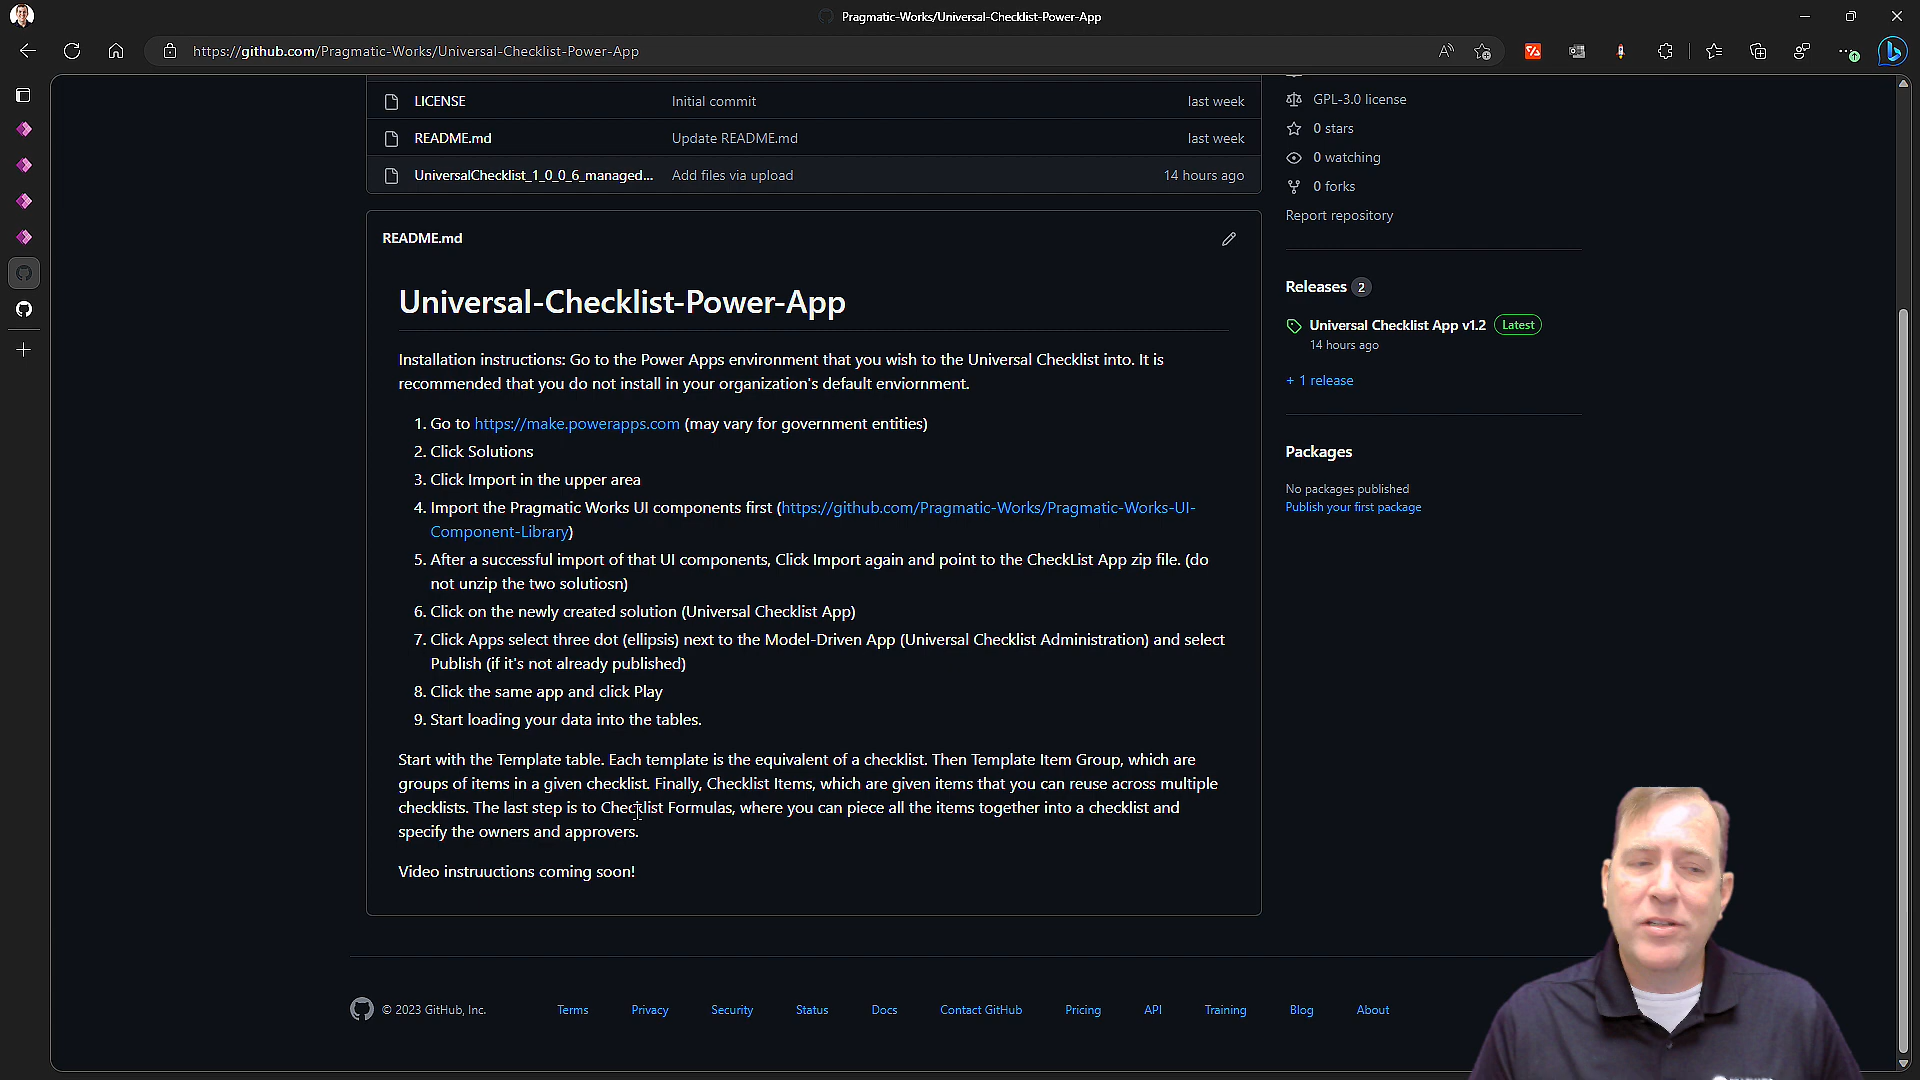 Pragmatic-Works/Universal-Checklist-Power-App
https://github.com/Pragmatic-Works/Universal-Checklist-Power-App
LICENSE Initial commit last week
README.md Update README.md last week
UniversalChecklist_1_0_0_6_managed... Add files via upload 14 hours ago
GPL-3.0 license
0 stars
0 watching
0 forks
Report repository
README.md
Universal-Checklist-Power-App
Installation instructions: Go to the Power Apps environment that you wish to the Universal Checklist into. It is
recommended that you do not install in your organization's default enviornment.
1. Go to https://make.powerapps.com (may vary for government entities)
2. Click Solutions
3. Click Import in the upper area
4. Import the Pragmatic Works UI components first (https://github.com/Pragmatic-Works/Pragmatic-Works-UI-
Component-Library)
5. After a successful import of that UI components, Click Import again and point to the CheckList App zip file. (do
not unzip the two solutiosn)
6. Click on the newly created solution (Universal Checklist App)
7. Click Apps select three dot (ellipsis) next to the Model-Driven App (Universal Checklist Administration) and select
Publish (if it's not already published)
8. Click the same app and click Play
9. Start loading your data into the tables.
Start with the Template table. Each template is the equivalent of a checklist. Then Template Item Group, which are
groups of items in a given checklist. Finally, Checklist Items, which are given items that you can reuse across multiple
checklists. The last step is to Checklist Formulas, where you can piece all the items together into a checklist and
specify the owners and approvers.
Video instruuctions coming soon!
Releases 2
Universal Checklist App v1.2 Latest
14 hours ago
+ 1 release
Packages
No packages published
Publish your first package
© 2023 GitHub, Inc. Terms Privacy Security Status Docs Contact GitHub Pricing API Training Blog About